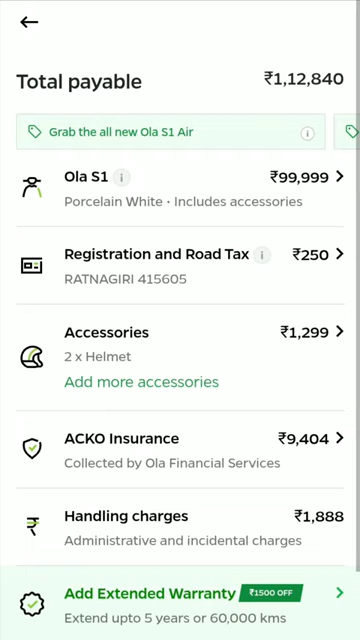 Total payable ₹1,12,840
Grab the all new Ola S1 Air
Ola S1 ₹99,999
Porcelain White • Includes accessories
Registration and Road Tax ₹250
RATNAGIRI 415605
Accessories ₹1,299
2 x Helmet
Add more accessories
ACKO Insurance ₹9,404
Collected by Ola Financial Services
Handling charges ₹1,888
Administrative and incidental charges
Add Extended Warranty ₹1500 OFF
Extend upto 5 years or 60,000 kms